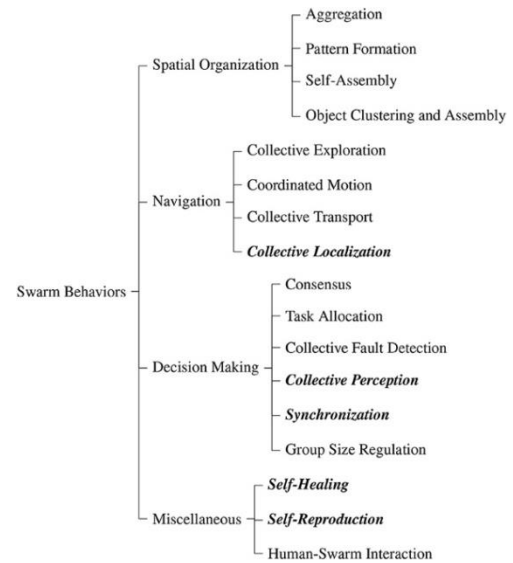 Swarm Behaviors
Spatial Organization
Aggregation
Pattern Formation
Self-Assembly
Object Clustering and Assembly
Navigation
Collective Exploration
Coordinated Motion
Collective Transport
Collective Localization
Decision Making
Consensus
Task Allocation
Collective Fault Detection
Collective Perception
Synchronization
Group Size Regulation
Miscellaneous
Self-Healing
Self-Reproduction
Human-Swarm Interaction